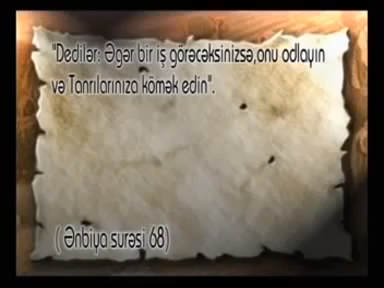 "Dedilər: Əgər bir iş görəcəksinizsə,onu odlayın
və Tanrılarınıza kömək edin".
( Ənbiya surəsi 68)